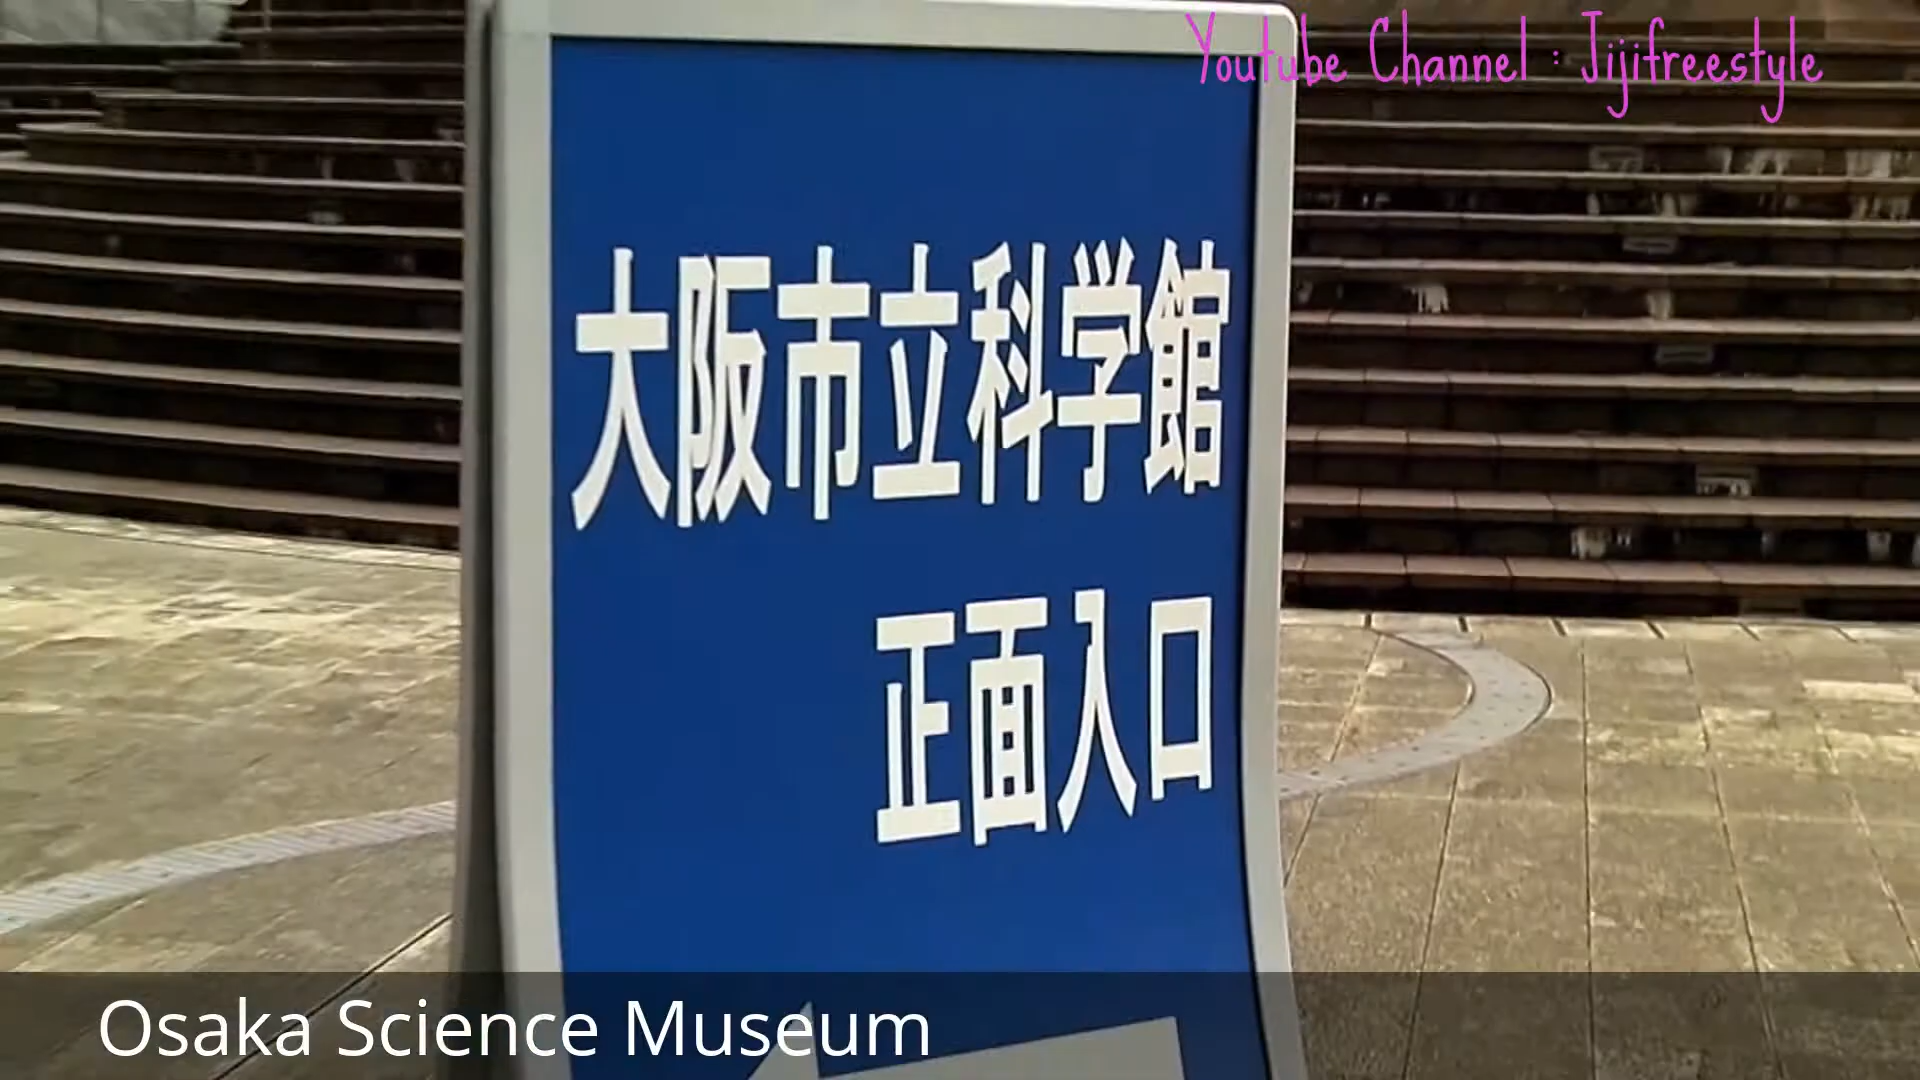 Youtube Channel : Jijifreestyle
大阪市立科学館
正面入口
Osaka Science Museum